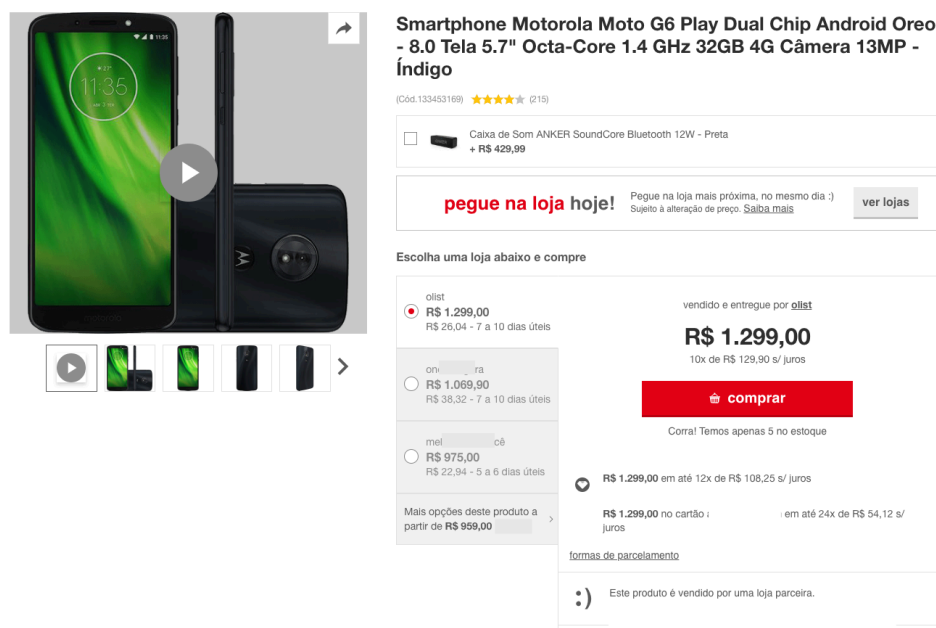 11:35
11:35
Smartphone Motorola Moto G6 Play Dual Chip Android Oreo
- 8.0 Tela 5.7" Octa-Core 1.4 GHz 32GB 4G Câmera 13MP -
Índigo
(Cód.133453169) (215)
Caixa de Som ANKER SoundCore Bluetooth 12W - Preta
+ R$ 429,99
pegue na loja hoje!
Pegue na loja mais próxima, no mesmo dia :)
Sujeito à alteração de preço. Saiba mais
ver lojas
Escolha uma loja abaixo e compre
olist
R$ 1.299,00
R$ 26,04 - 7 a 10 dias úteis
R$ 1.069,90
R$ 38,32 - 7 a 10 dias úteis
R$ 975,00
R$ 22,94 - 5 a 6 dias úteis
Mais opções deste produto a
partir de R$ 959,00
vendido e entregue por olist
R$ 1.299,00
10x de R$ 129,90 s/ juros
comprar
Corra! Temos apenas 5 no estoque
R$ 1.299,00 em até 12x de R$ 108,25 s/ juros
R$ 1.299,00 no cartão em até 24x de R$ 54,12 s/
juros
formas de parcelamento
:) Este produto é vendido por uma loja parceira.